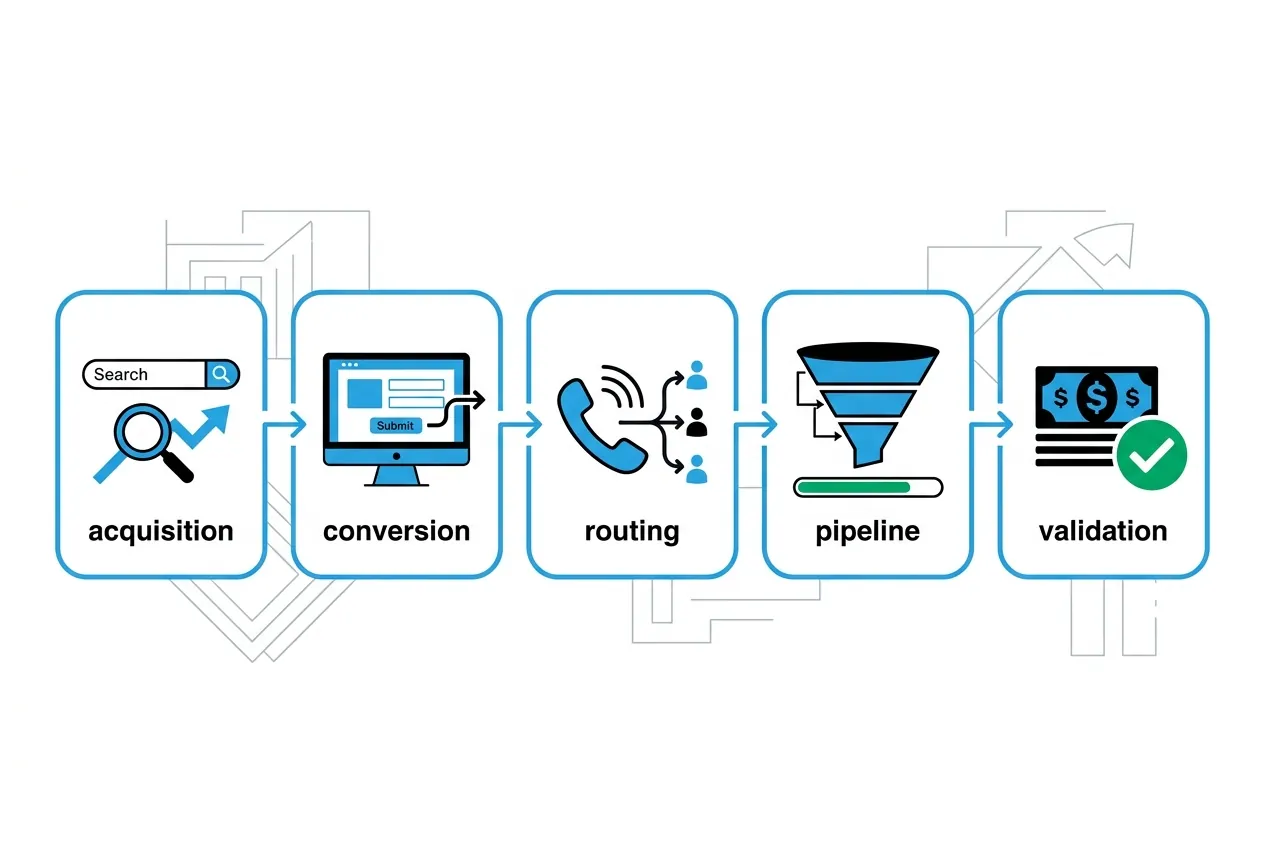 Search
acquisition
Submit
conversion
routing
pipeline
$ $ $
validation